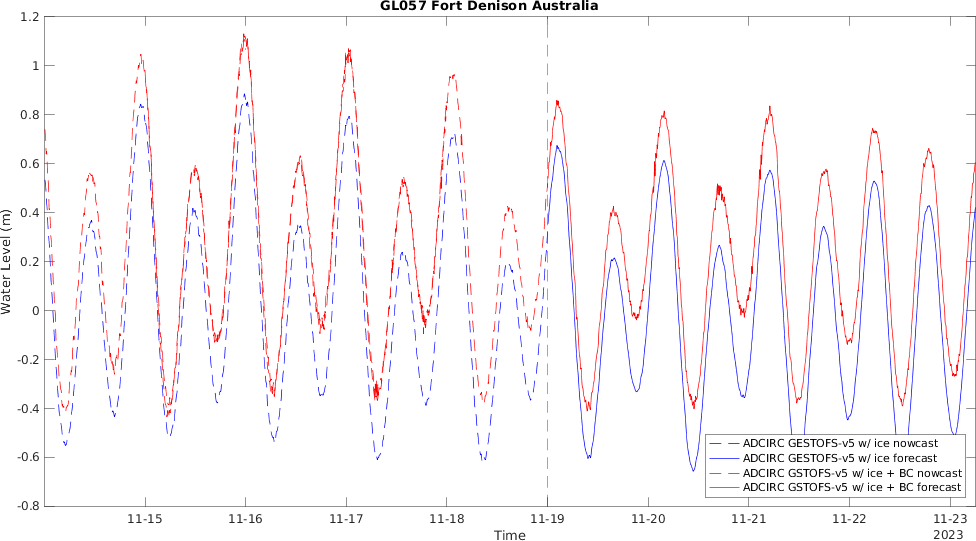 GL057 Fort Denison Australia
1.2
1
0.8
0.6
0.4
0.2
0
-0.2
-0.4
-0.6
-0.8
Water Level (m)
ADCIRC GESTOFS-v5 w/ ice nowcast
ADCIRC GESTOFS-v5 w/ ice forecast
ADCIRC GSTOFS-v5 w/ ice + BC nowcast
ADCIRC GSTOFS-v5 w/ ice + BC forecast
11-15 11-16 11-17 11-18 11-19 11-20 11-21 11-22 11-23
Time 2023